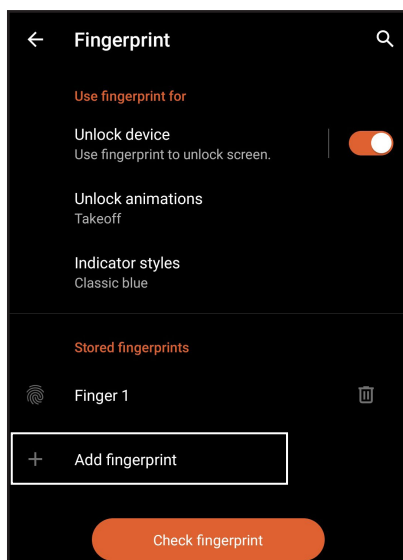 Fingerprint
Use fingerprint for
Unlock device
Use fingerprint to unlock screen.
Unlock animations
Takeoff
Indicator styles
Classic blue
Stored fingerprints
Finger 1
Add fingerprint
Check fingerprint